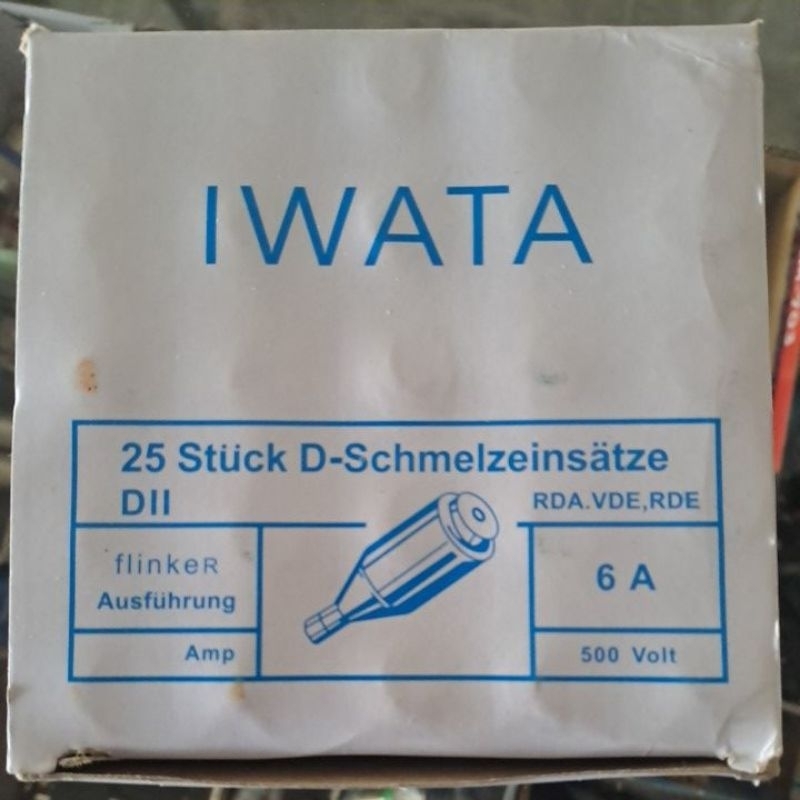 IWATA
25 Stück D-Schmelzeinsätze
DII
RDA.VDE,RDE
flinkeR
Ausführung
6 A
Amp
500 Volt